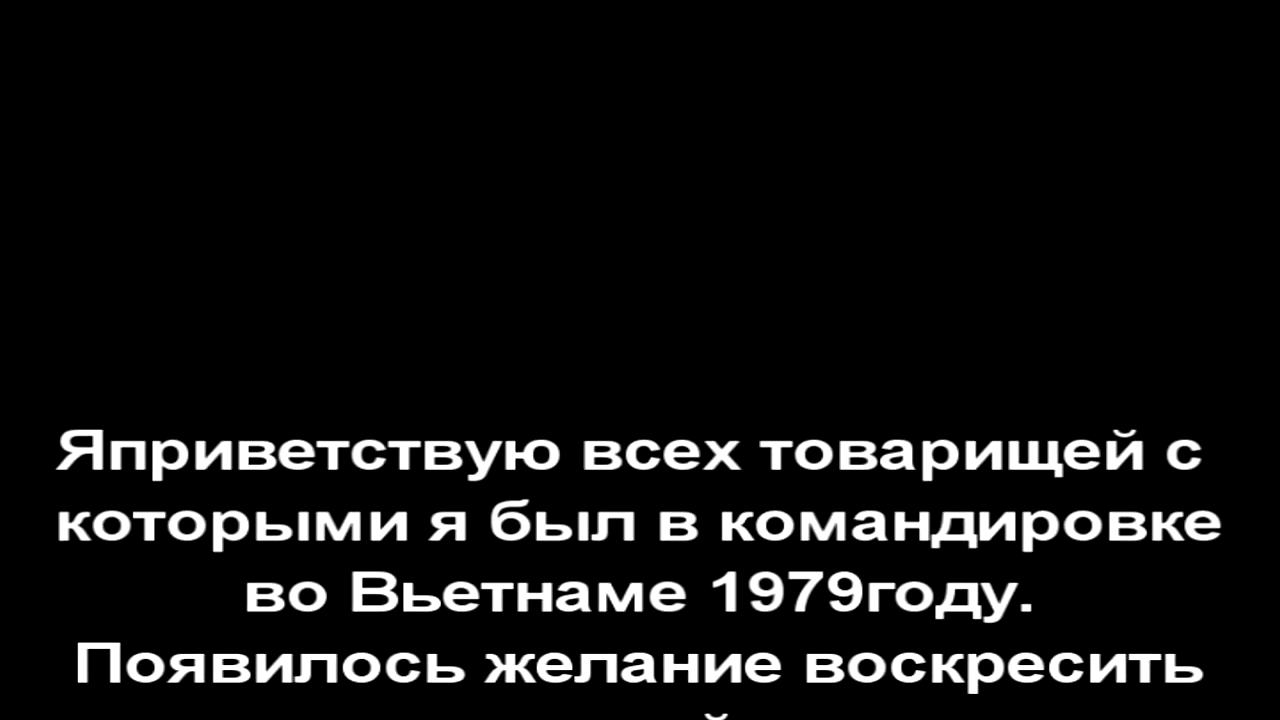 Яприветствую всех товарищей с
которыми я был в командировке
во Вьетнаме 1979году.
Появилось желание воскресить